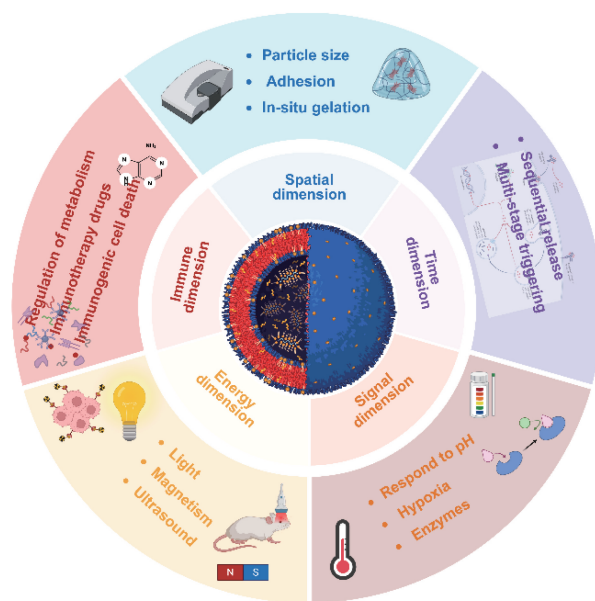 • Particle size
• Adhesion
• In-situ gelation
Spatial
dimension
• Sequential release
• Multi-stage triggering
Time
dimension
Signal
dimension
• Respond to pH
• Hypoxia
• Enzymes
Energy
dimension
• Light
• Magnetism
• Ultrasound
N S
Immune
dimension
Regulation of metabolism
Immunotherapy drugs
Immunogenic cell death
NH₂
N
N
N
N
H